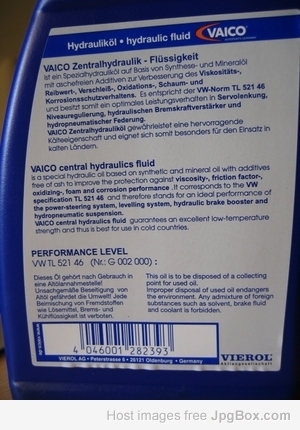 Hydrauliköl • hydraulic fluid
VAICO
VAICO Zentralhydraulik - Flüssigkeit
ist ein Spezialhydrauliköl auf Basis von Synthese- und Mineralöl
mit aschefreien Additiven zur Verbesserung des Viskositäts-,
Reibwert-, Verschleiß-, Oxidations-, Schaum- und
Korrosionsschutzverhaltens. Es entspricht der VW-Norm TL 521 46
und besitzt somit ein optimales Leistungsverhalten in Servolenkung,
Niveauregulierung, hydraulischen Bremskraftverstärker und
hydropneumatischer Federung.
VAICO Zentralhydrauliköl gewährleistet eine hervorragende
Kälteeigenschaft und eignet sich somit besonders für den Einsatz in
kalten Ländern.
VAICO central hydraulics fluid
is a special hydraulic oil based on synthetic and mineral oil with additives
free of ash to improve the protection against viscosity-, friction factor-,
oxidizing-, foam and corrosion performance. It corresponds to the VW
specification TL 521 46 and therefore stands for an ideal performance of
the power-steering system, levelling system, hydraulic brake booster and
hydropneumatic suspension.
VAICO central hydraulics fluid guarantees an excellent low-temperature
strength and thus is best for use in cold countries.
PERFORMANCE LEVEL
VW TL 521 46 (Nr.: G 002 000) :
Dieses Öl gehört nach Gebrauch in
eine Altölannahmestelle!
Unsachgemäße Beseitigung von
Altöl gefährdet die Umwelt! Jede
Beimischung von Fremdstoffen
wie Lösemittel, Brems- und
Kühlflüssigkeit ist verboten.
This oil is to be disposed of a collecting
point for used oil.
Improper disposal of used oil endangers
the environment. Any admixture of foreign
substances such as solvent, brake fluid
and coolant is forbidden.
4 046001 282393
VIEROL AG • Peterstrasse 6 • 26121 Oldenburg • Germany
VIEROL
Aktiengesellschaft
Host images free JpgBox.com